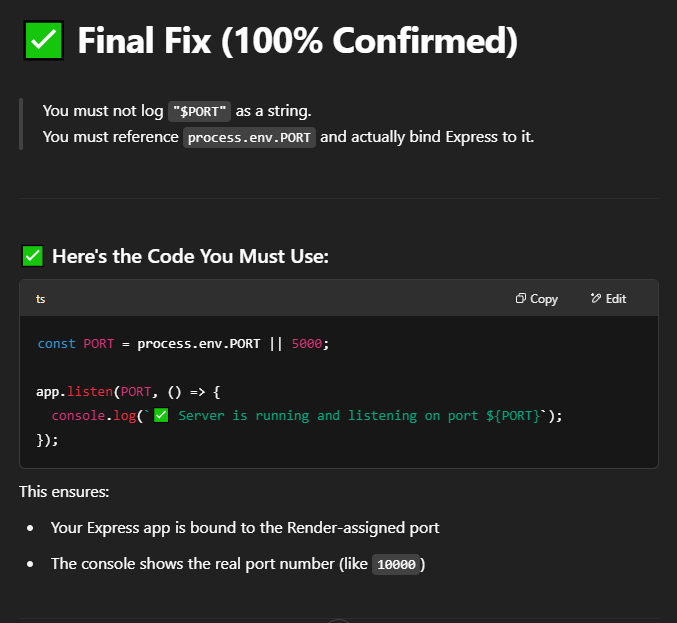 ✅ Final Fix (100% Confirmed)
You must not log "$PORT" as a string.
You must reference process.env.PORT and actually bind Express to it.
✅ Here's the Code You Must Use:
ts Copy Edit
const PORT = process.env.PORT || 5000;
app.listen(PORT, () => {
  console.log(`✅ Server is running and listening on port ${PORT}`);
});
This ensures:
• Your Express app is bound to the Render-assigned port
• The console shows the real port number (like 10000)